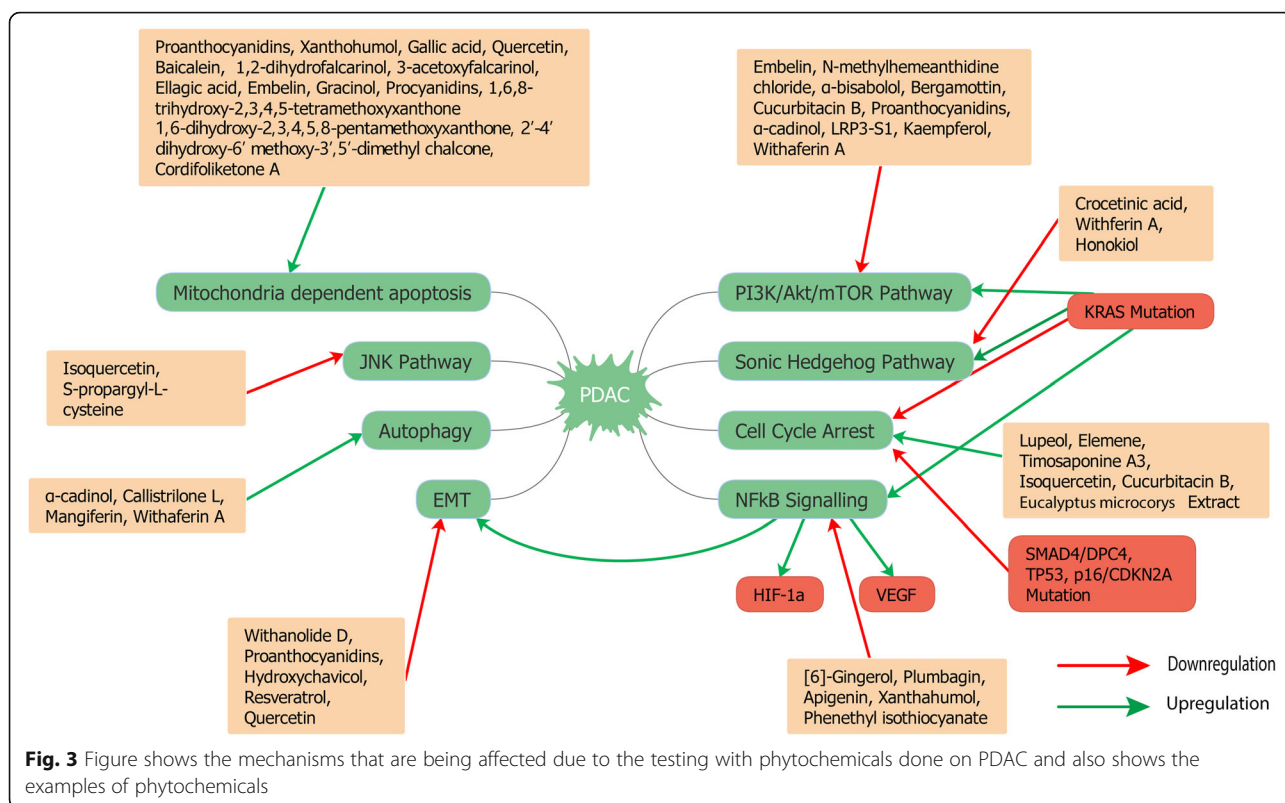 Proanthocyanidins, Xanthohumol, Gallic acid, Quercetin,
Baicalein, 1,2-dihydrofalcarinol, 3-acetoxyfalcarinol,
Ellagic acid, Embelin, Gracinol, Procyanidins, 1,6,8-
trihydroxy-2,3,4,5-tetramethoxyxanthone
1,6-dihydroxy-2,3,4,5,8-pentamethoxyxanthone, 2'-4'
dihydroxy-6' methoxy-3',5'-dimethyl chalcone,
Cordifoliketone A
Embelin, N-methylhemeanthidine
chloride, α-bisabolol, Bergamottin,
Cucurbitacin B, Proanthocyanidins,
α-cadinol, LRP3-S1, Kaempferol,
Withaferin A
Crocetinic acid,
Withferin A,
Honokiol
Mitochondria dependent apoptosis
PI3K/Akt/mTOR Pathway
KRAS Mutation
Isoquercetin,
S-propargyl-L-
cysteine
JNK Pathway
Sonic Hedgehog Pathway
PDAC
Autophagy
Cell Cycle Arrest
Lupeol, Elemene,
Timosaponine A3,
Isoquercetin, Cucurbitacin B,
Eucalyptus microcorys Extract
α-cadinol, Callistrilone L,
Mangiferin, Withaferin A
EMT
NFkB Signalling
SMAD4/DPC4,
TP53, p16/CDKN2A
Mutation
HIF-1a
VEGF
Withanolide D,
Proanthocyanidins,
Hydroxychavicol,
Resveratrol,
Quercetin
[6]-Gingerol, Plumbagin,
Apigenin, Xanthahumol,
Phenethyl isothiocyanate
Downregulation
Upregulation
Fig. 3 Figure shows the mechanisms that are being affected due to the testing with phytochemicals done on PDAC and also shows the
examples of phytochemicals